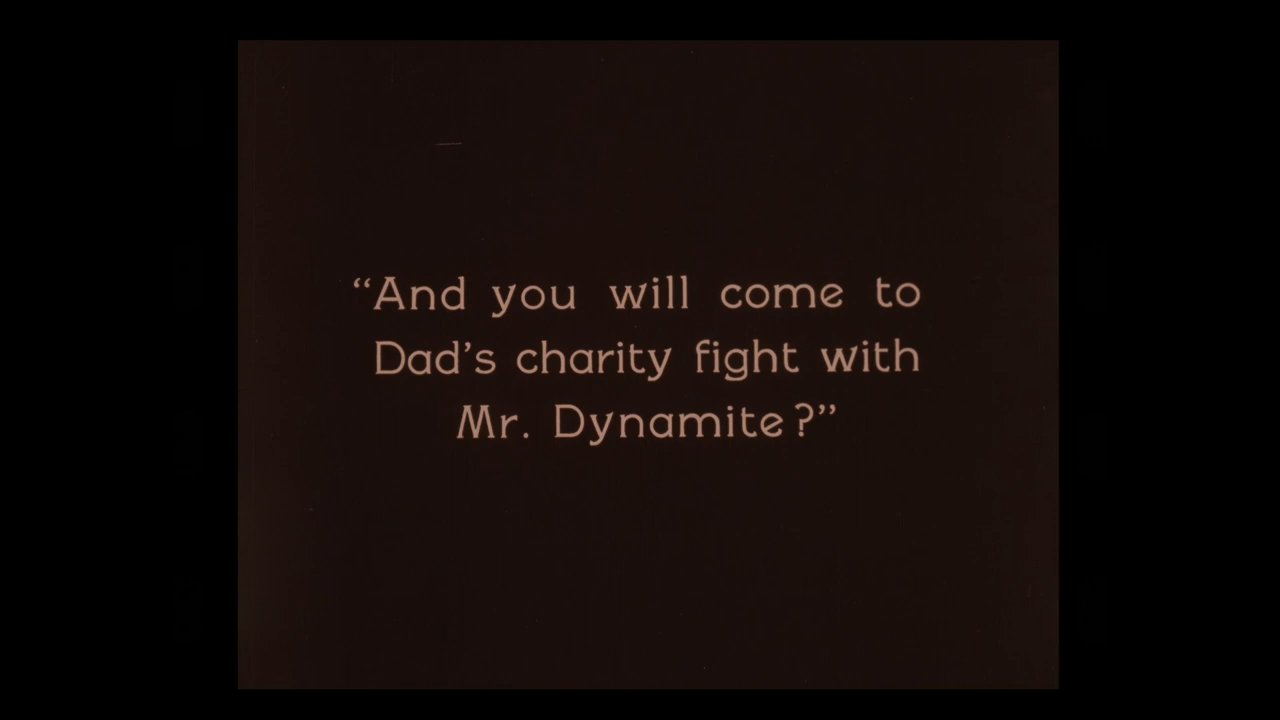 “And you will come to
Dad’s charity fight with
Mr. Dynamite?”